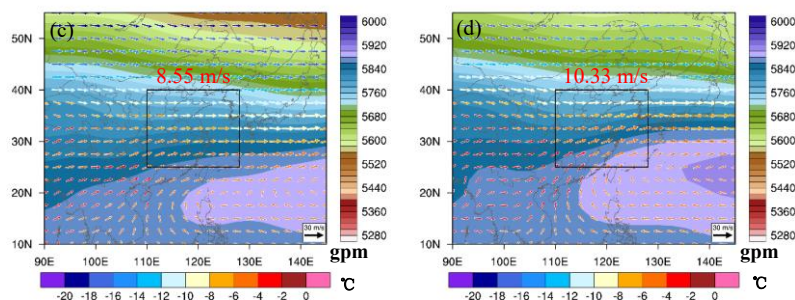 (c)
8.55 m/s
50N
40N
30N
20N
10N
90E 100E 110E 120E 130E 140E
30 m/s
6000
5920
5840
5760
5680
5600
5520
5440
5360
5280
gpm
-20 -18 -16 -14 -12 -10 -8 -6 -4 -2 0
℃
(d)
10.33 m/s
50N
40N
30N
20N
10N
90E 100E 110E 120E 130E 140E
30 m/s
6000
5920
5840
5760
5680
5600
5520
5440
5360
5280
gpm
-20 -18 -16 -14 -12 -10 -8 -6 -4 -2 0
℃